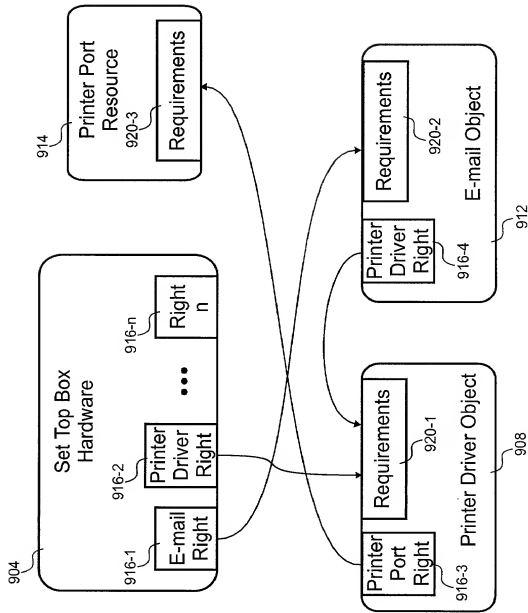 904
Set Top Box
Hardware
916-1
E-mail
Right
916-2
Printer
Driver
Right
•••
916-n
Right
n
914
Printer Port
Resource
920-3
Requirements
Printer
Port
Right
916-3
Requirements
920-1
Printer Driver Object
908
Printer
Driver
Right
916-4
Requirements
920-2
E-mail Object
912